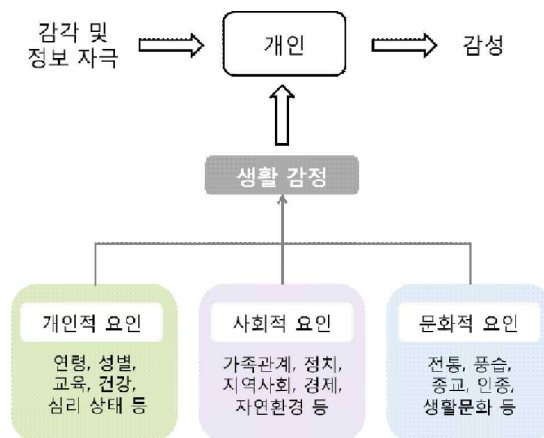 감각 및
정보 자극
개인
감성
생활 감정
개인적 요인
연령, 성별,
교육, 건강,
심리 상태 등
사회적 요인
가족관계, 정치,
지역사회, 경제,
자연환경 등
문화적 요인
전통, 풍습,
종교, 인종,
생활문화 등